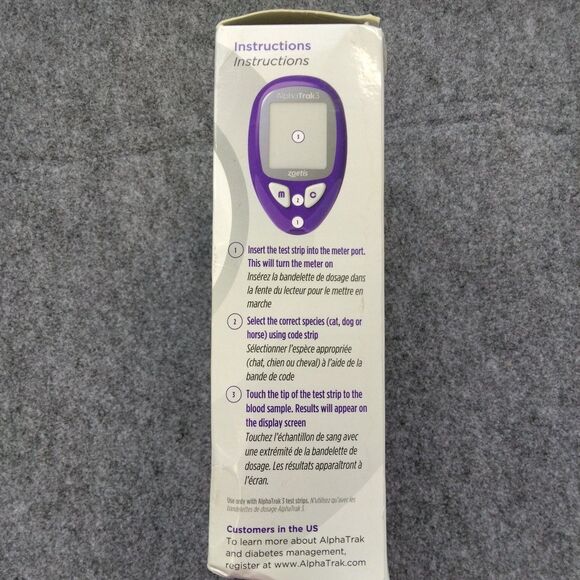 Instructions
Instructions
AlphaTrak3
3
zoetis
M
2
C
1
1 Insert the test strip into the meter port.
This will turn the meter on
Insérez la bandelette de dosage dans
la fente du lecteur pour le mettre en
marche
2 Select the correct species (cat, dog or
horse) using code strip
Sélectionner l'espèce appropriée
(chat, chien ou cheval) à l'aide de la
bande de code
3 Touch the tip of the test strip to the
blood sample. Results will appear on
the display screen
Touchez l'échantillon de sang avec
une extrémité de la bandelette de
dosage. Les résultats apparaîtront à
l'écran.
Use only with AlphaTrak 3 test strips. N'utilisez qu'avec les
bandelettes de dosage AlphaTrak 3.
Customers in the US
To learn more about AlphaTrak
and diabetes management,
register at www.AlphaTrak.com